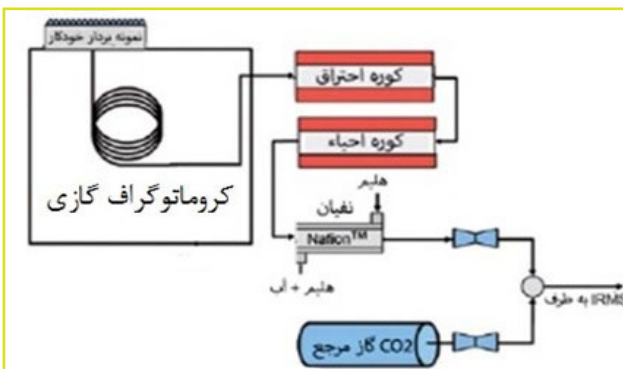 نمونه بردار خودکار
کوره احتراق
کوره احیاء
کروماتوگراف گازی
هلیم
نفیان
Nation™
هلیم + آب
به طرف IRMS
گاز مرجع CO2